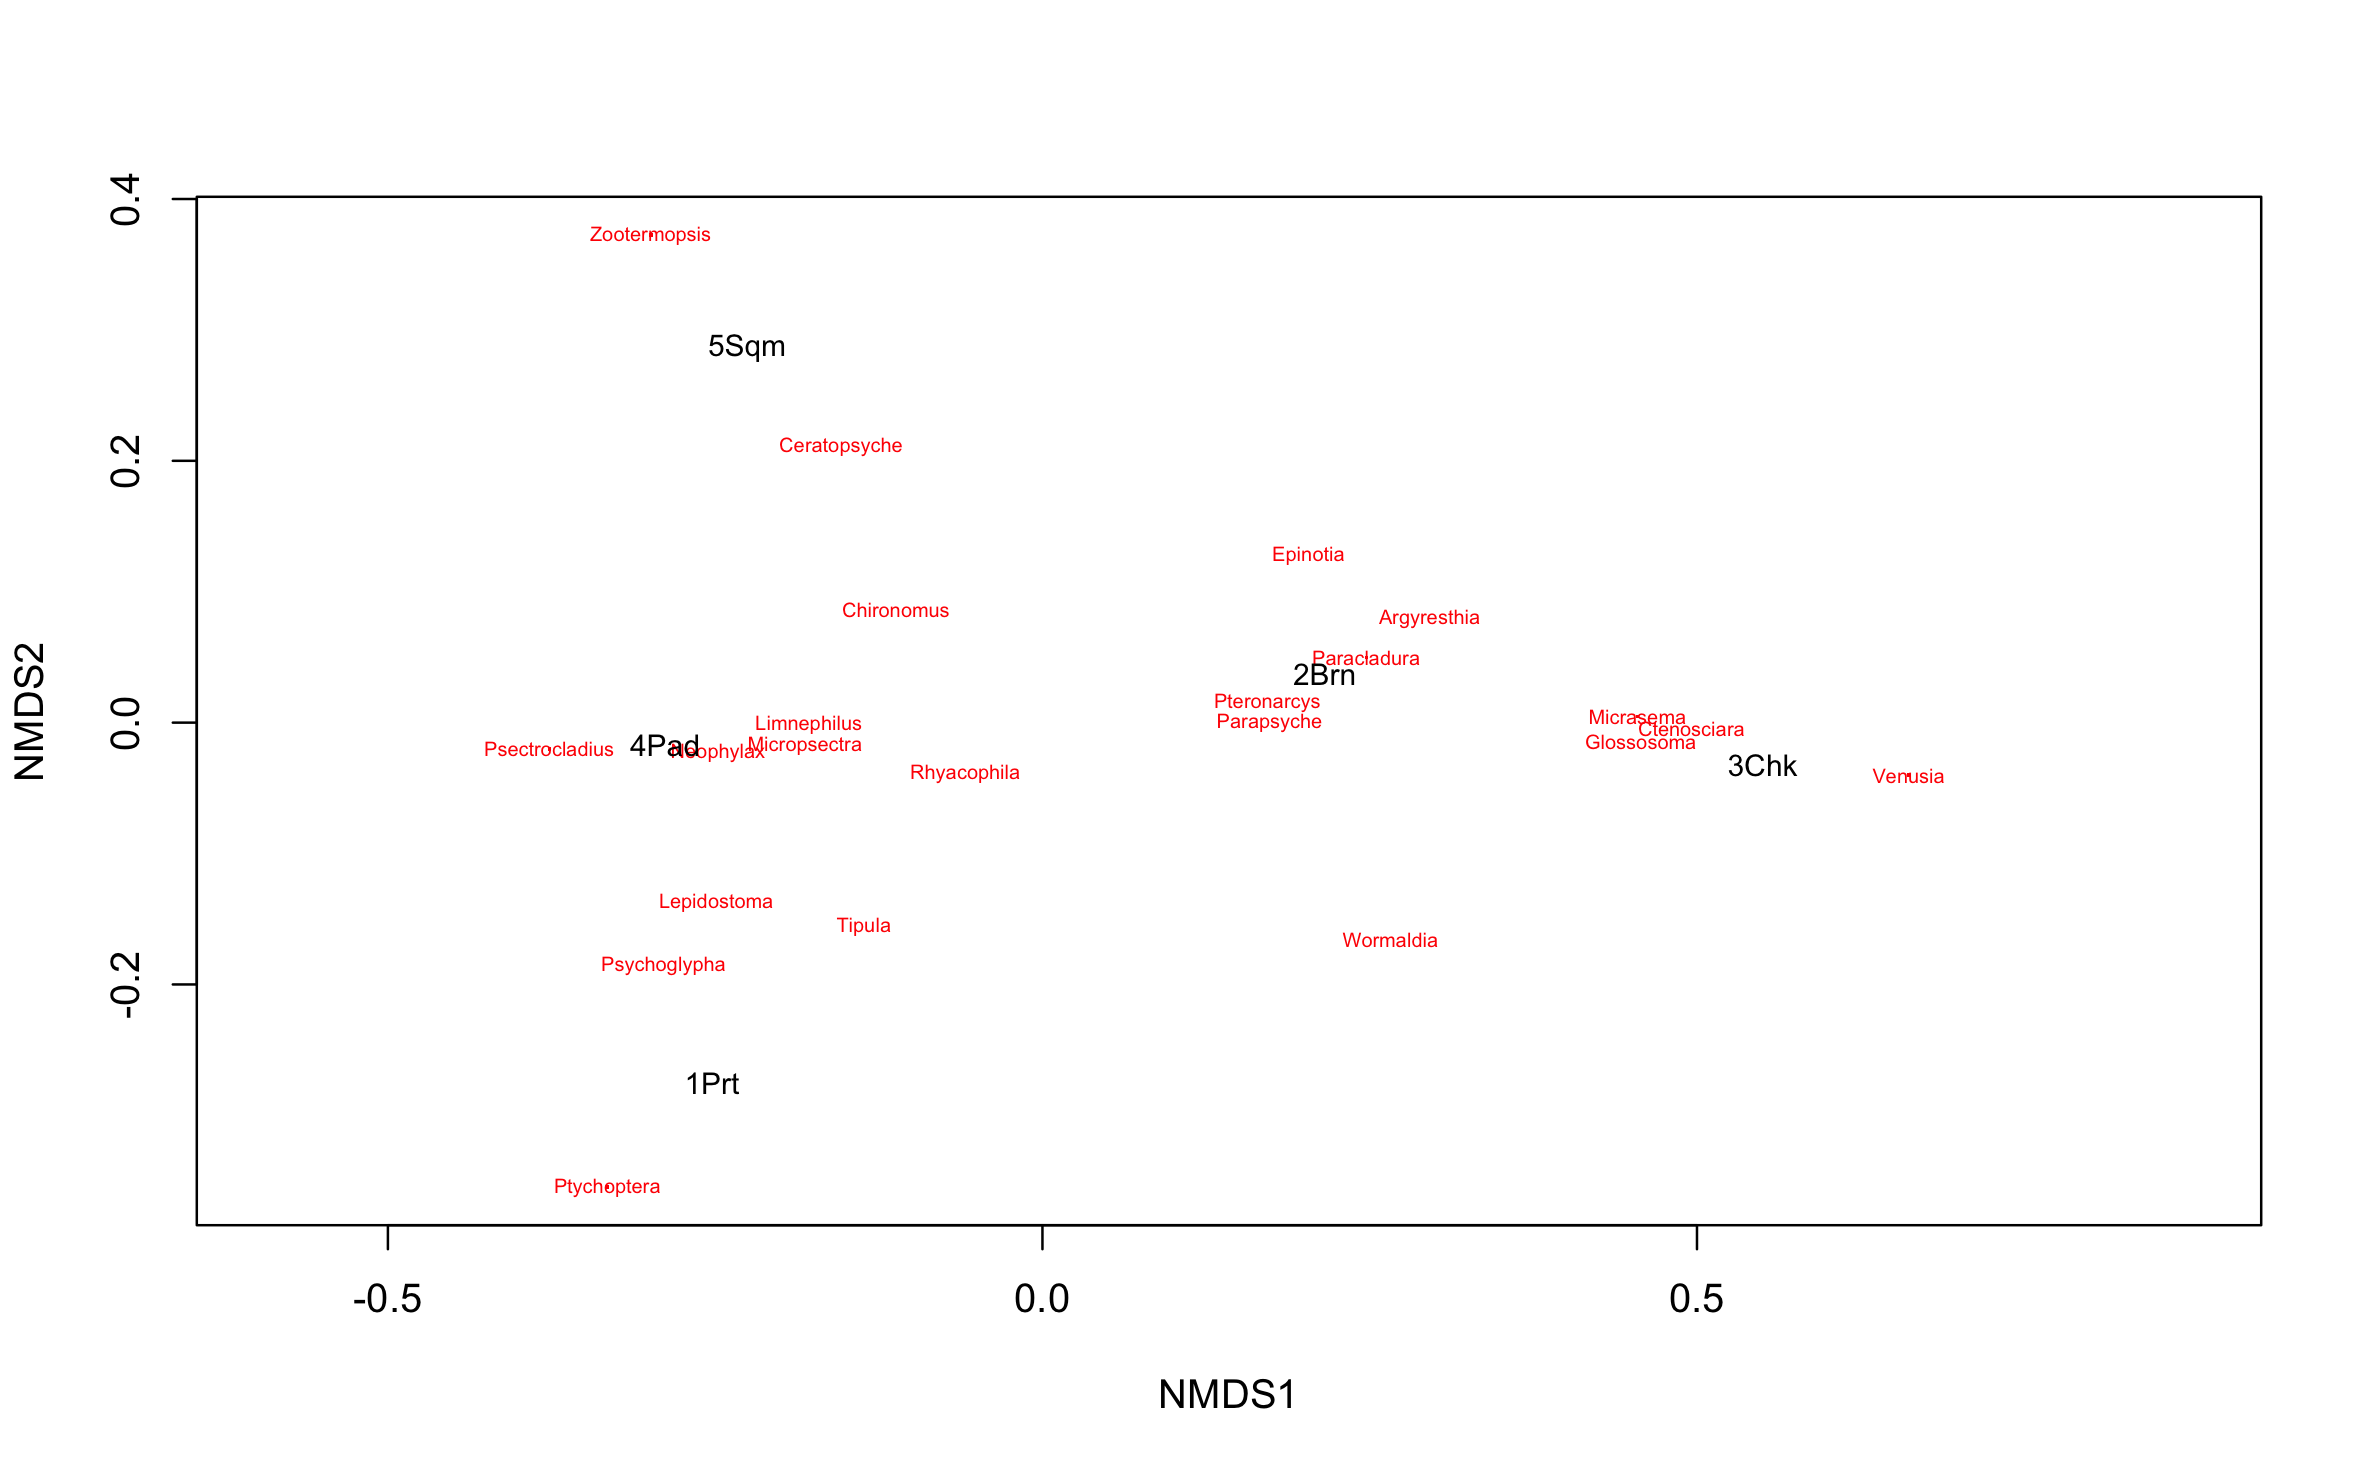 0.4
Zootermopsis
5Sqm
0.2
Ceratopsyche
Epinotia
Chironomus
Argyresthia
Paracladura
2Brn
Pteronarcys
NMDS2
0.0
Limnephilus
Parapsyche
Micrasema
Ctenosciara
Psectrocladius
4Pad
Neophylax
Micropsectra
Glossosoma
Rhyacophila
3Chk
Venusia
Lepidostoma
Tipula
Wormaldia
Psychoglypha
-0.2
1Prt
Ptychoptera
-0.5
0.0
0.5
NMDS1